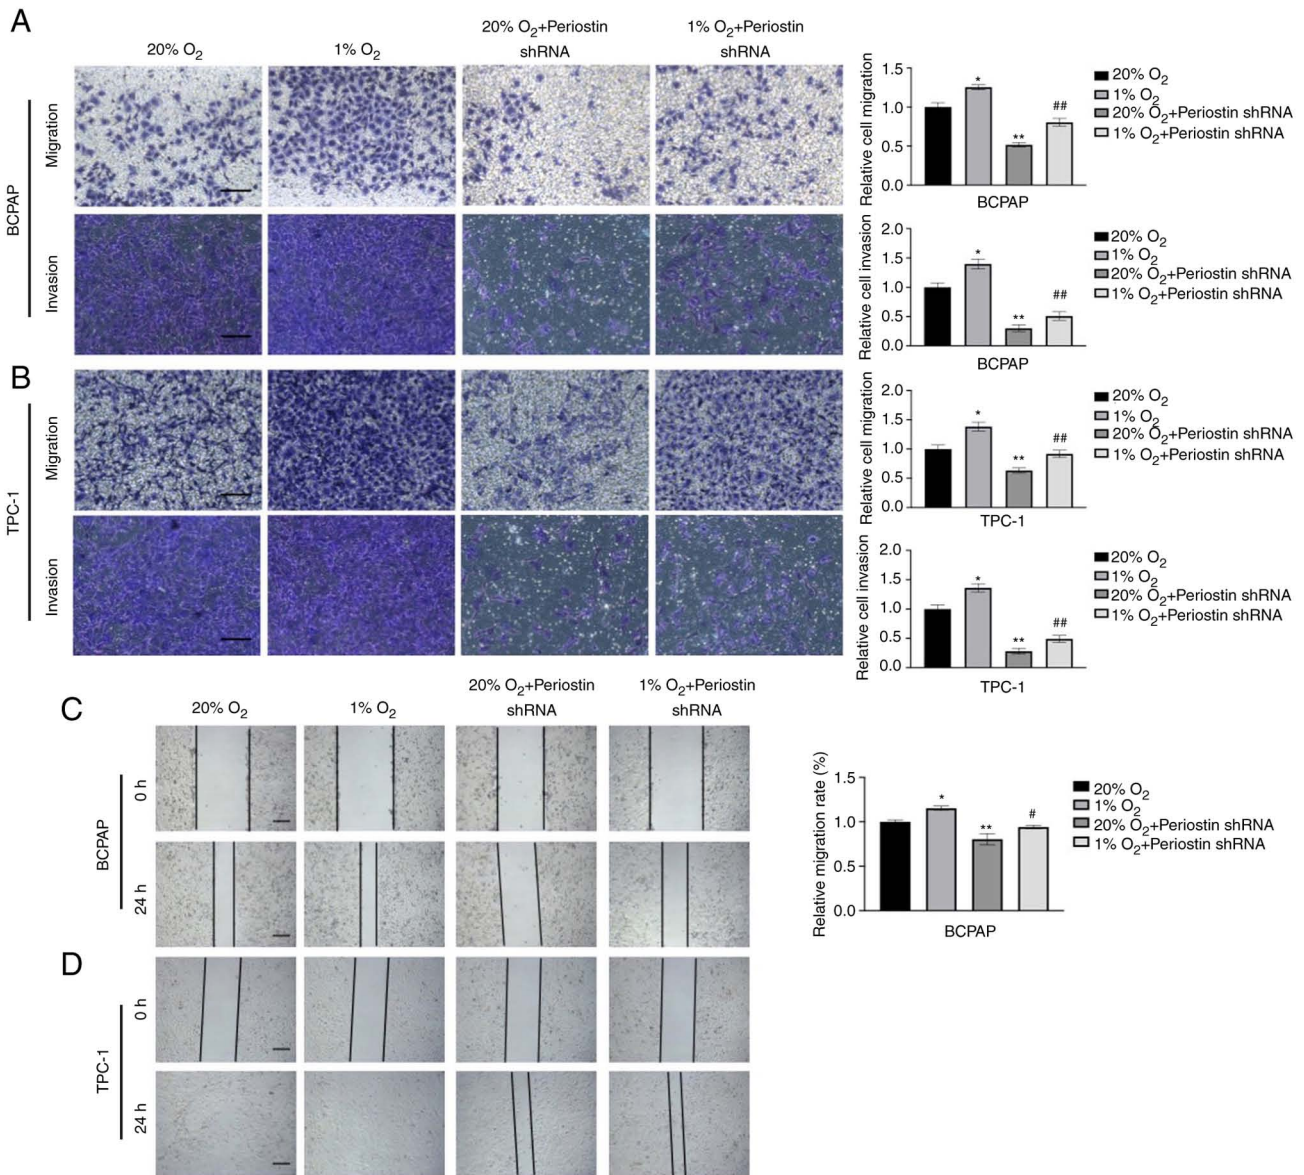 A
20% O2
1% O2
20% O2+Periostin
shRNA
1% O2+Periostin
shRNA
BCPAP
Migration
Invasion
Relative cell migration
1.5
1.0
0.5
0.0
*
**
##
BCPAP
20% O2
1% O2
20% O2+Periostin shRNA
1% O2+Periostin shRNA
Relative cell invasion
2.0
1.5
1.0
0.5
0.0
*
**
##
BCPAP
20% O2
1% O2
20% O2+Periostin shRNA
1% O2+Periostin shRNA
B
TPC-1
Migration
Invasion
Relative cell migration
2.0
1.5
1.0
0.5
0.0
*
**
##
TPC-1
20% O2
1% O2
20% O2+Periostin shRNA
1% O2+Periostin shRNA
Relative cell invasion
2.0
1.5
1.0
0.5
0.0
*
**
##
TPC-1
20% O2
1% O2
20% O2+Periostin shRNA
1% O2+Periostin shRNA
C
20% O2
1% O2
20% O2+Periostin
shRNA
1% O2+Periostin
shRNA
BCPAP
0 h
24 h
Relative migration rate (%)
1.5
1.0
0.5
0.0
*
**
#
BCPAP
20% O2
1% O2
20% O2+Periostin shRNA
1% O2+Periostin shRNA
D
TPC-1
0 h
24 h